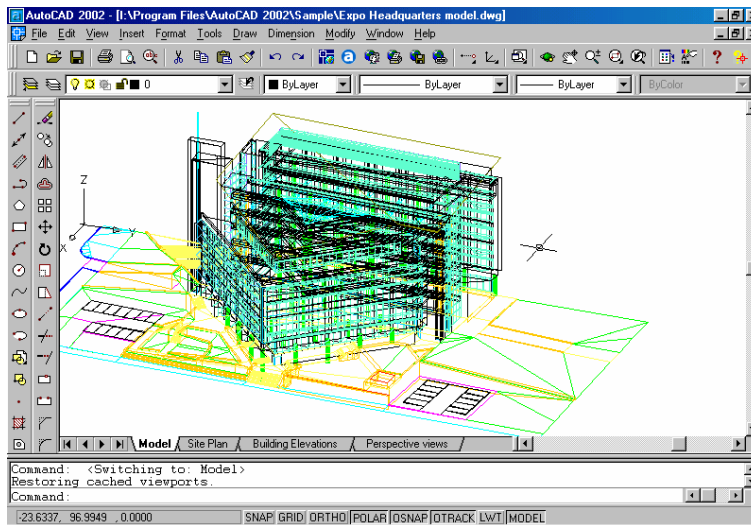 AutoCAD 2002 - [I:\Program Files\AutoCAD 2002\Sample\Expo Headquarters model.dwg]
File Edit View Insert Format Tools Draw Dimension Modify Window Help
0 ByLayer ByLayer ByLayer ByColor
Z
X Y
Model Site Plan Building Elevations Perspective views
Command: <Switching to: Model>
Restoring cached viewports.
Command:
-23.6337, 96.9949 ,0.0000 SNAP GRID ORTHO POLAR OSNAP OTRACK LWT MODEL